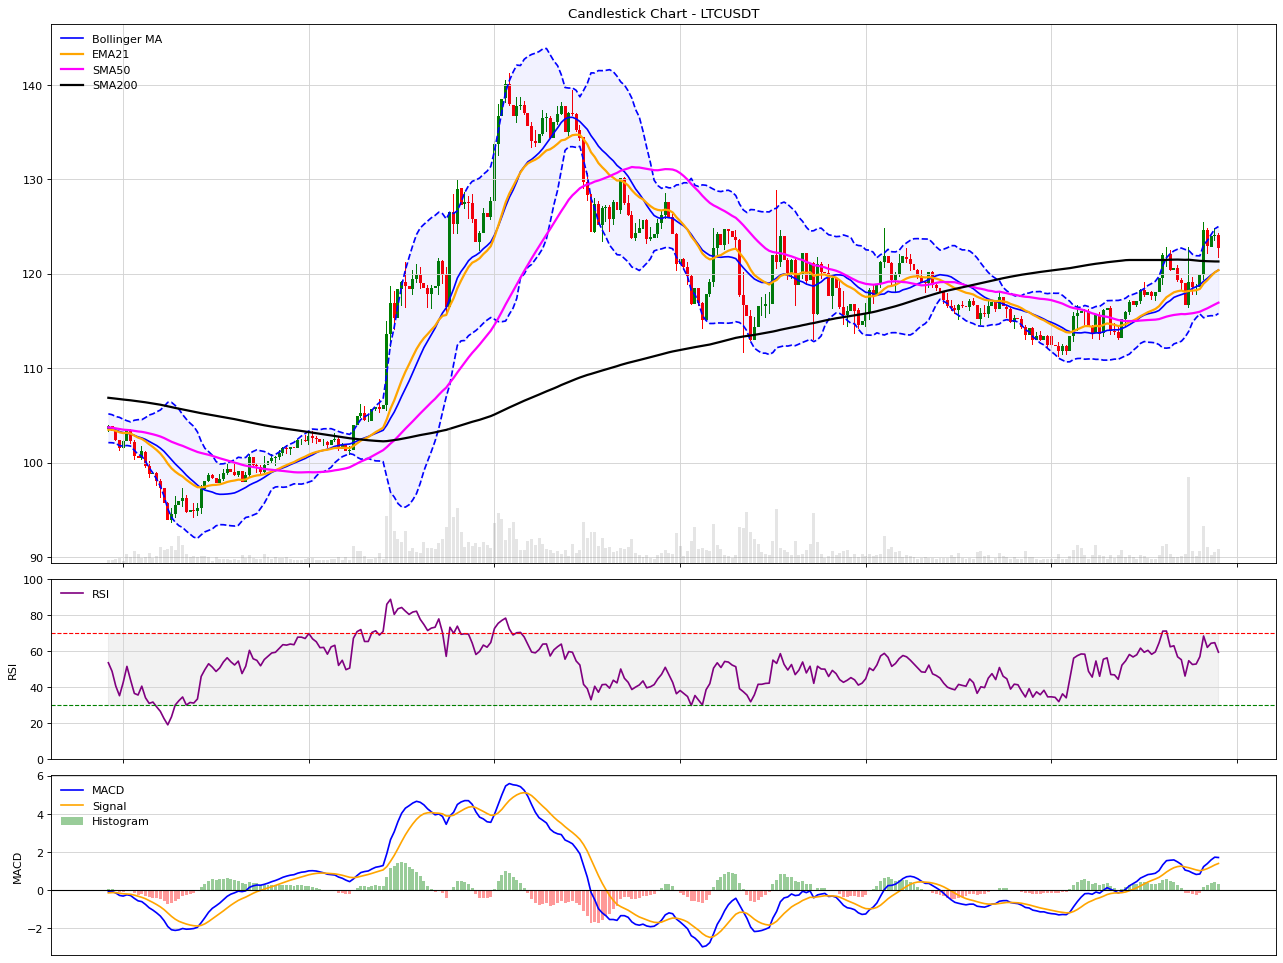 Candlestick Chart - LTCUSDT
Bollinger MA
EMA21
SMA50
SMA200
140
130
120
110
100
90
RSI
100
80
60
40
20
0
RSI
MACD
Signal
Histogram
6
4
2
0
−2
MACD